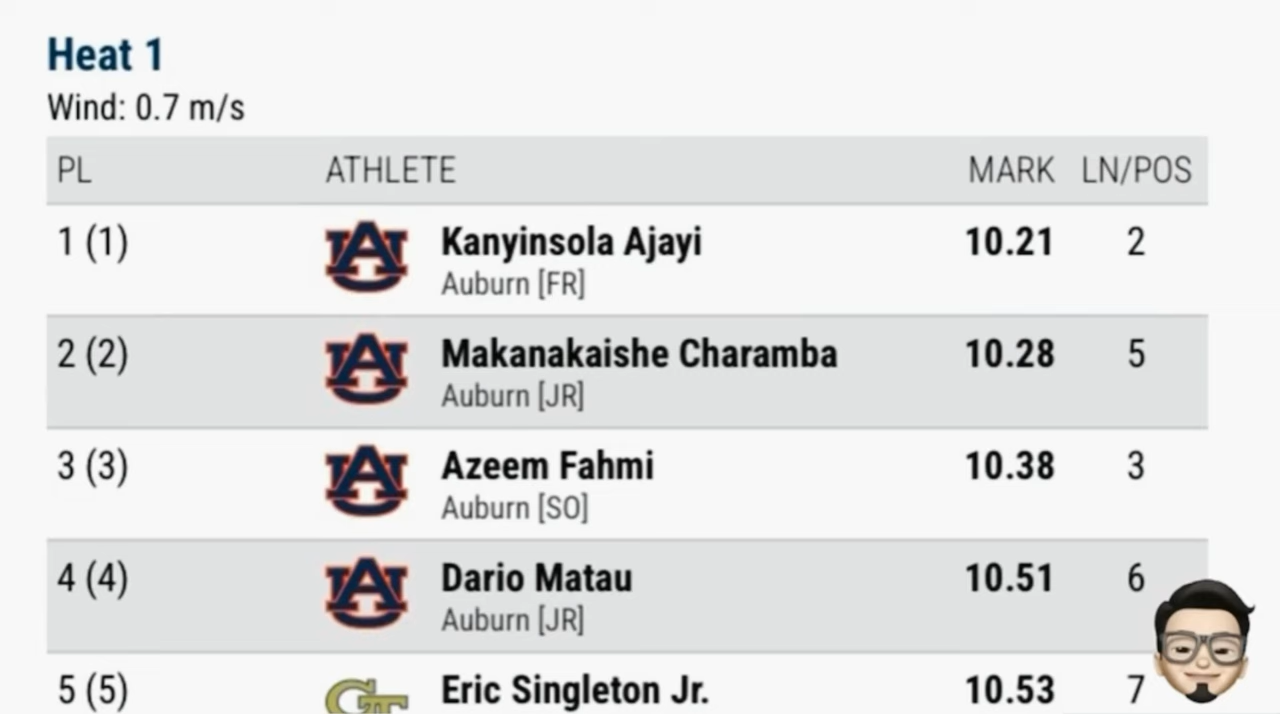 Heat 1
Wind: 0.7 m/s
PL ATHLETE MARK LN/POS
1 (1) Kanyinsola Ajayi 10.21 2
Auburn [FR]
2 (2) Makanakaishe Charamba 10.28 5
Auburn [JR]
3 (3) Azeem Fahmi 10.38 3
Auburn [SO]
4 (4) Dario Matau 10.51 6
Auburn [JR]
5 (5) GT Eric Singleton Jr. 10.53 7